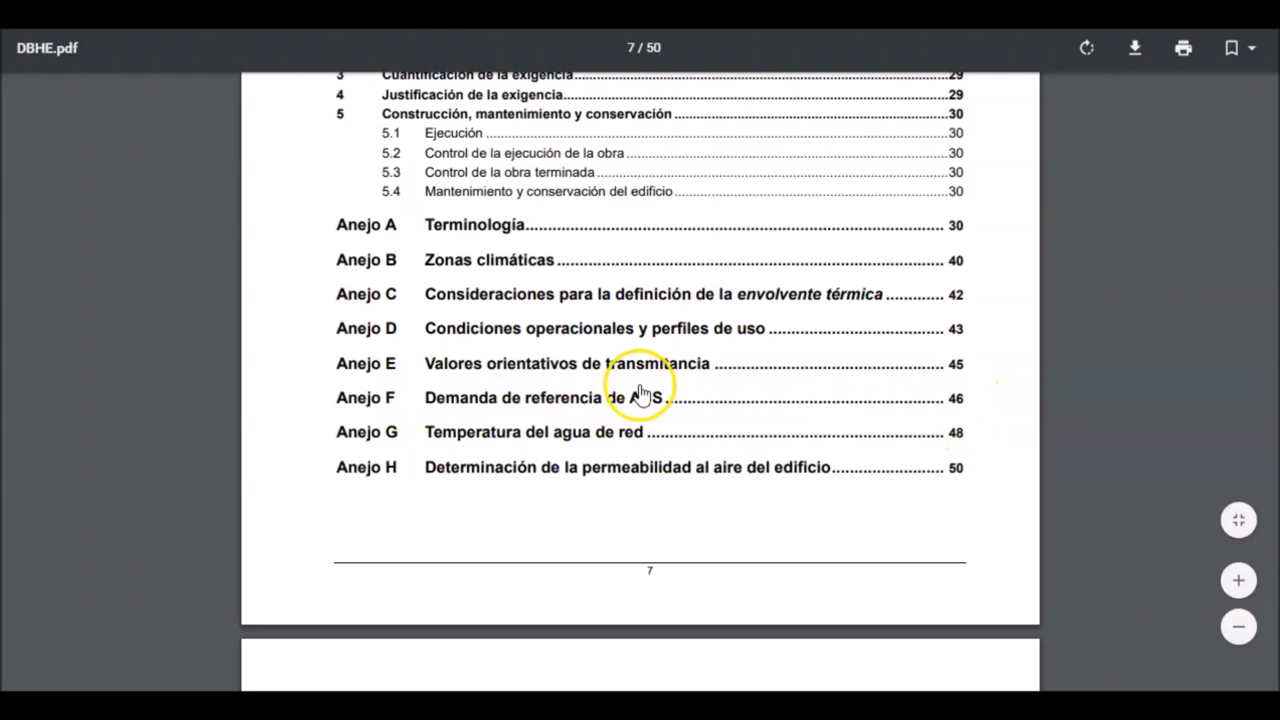 DBHE.pdf
7 / 50
3 Cuantificación de la exigencia 29
4 Justificación de la exigencia 29
5 Construcción, mantenimiento y conservación 30
5.1 Ejecución 30
5.2 Control de la ejecución de la obra 30
5.3 Control de la obra terminada 30
5.4 Mantenimiento y conservación del edificio 30
Anejo A Terminología 30
Anejo B Zonas climáticas 40
Anejo C Consideraciones para la definición de la envolvente térmica 42
Anejo D Condiciones operacionales y perfiles de uso 43
Anejo E Valores orientativos de transmitancia 45
Anejo F Demanda de referencia de ACS 46
Anejo G Temperatura del agua de red 48
Anejo H Determinación de la permeabilidad al aire del edificio 50
7